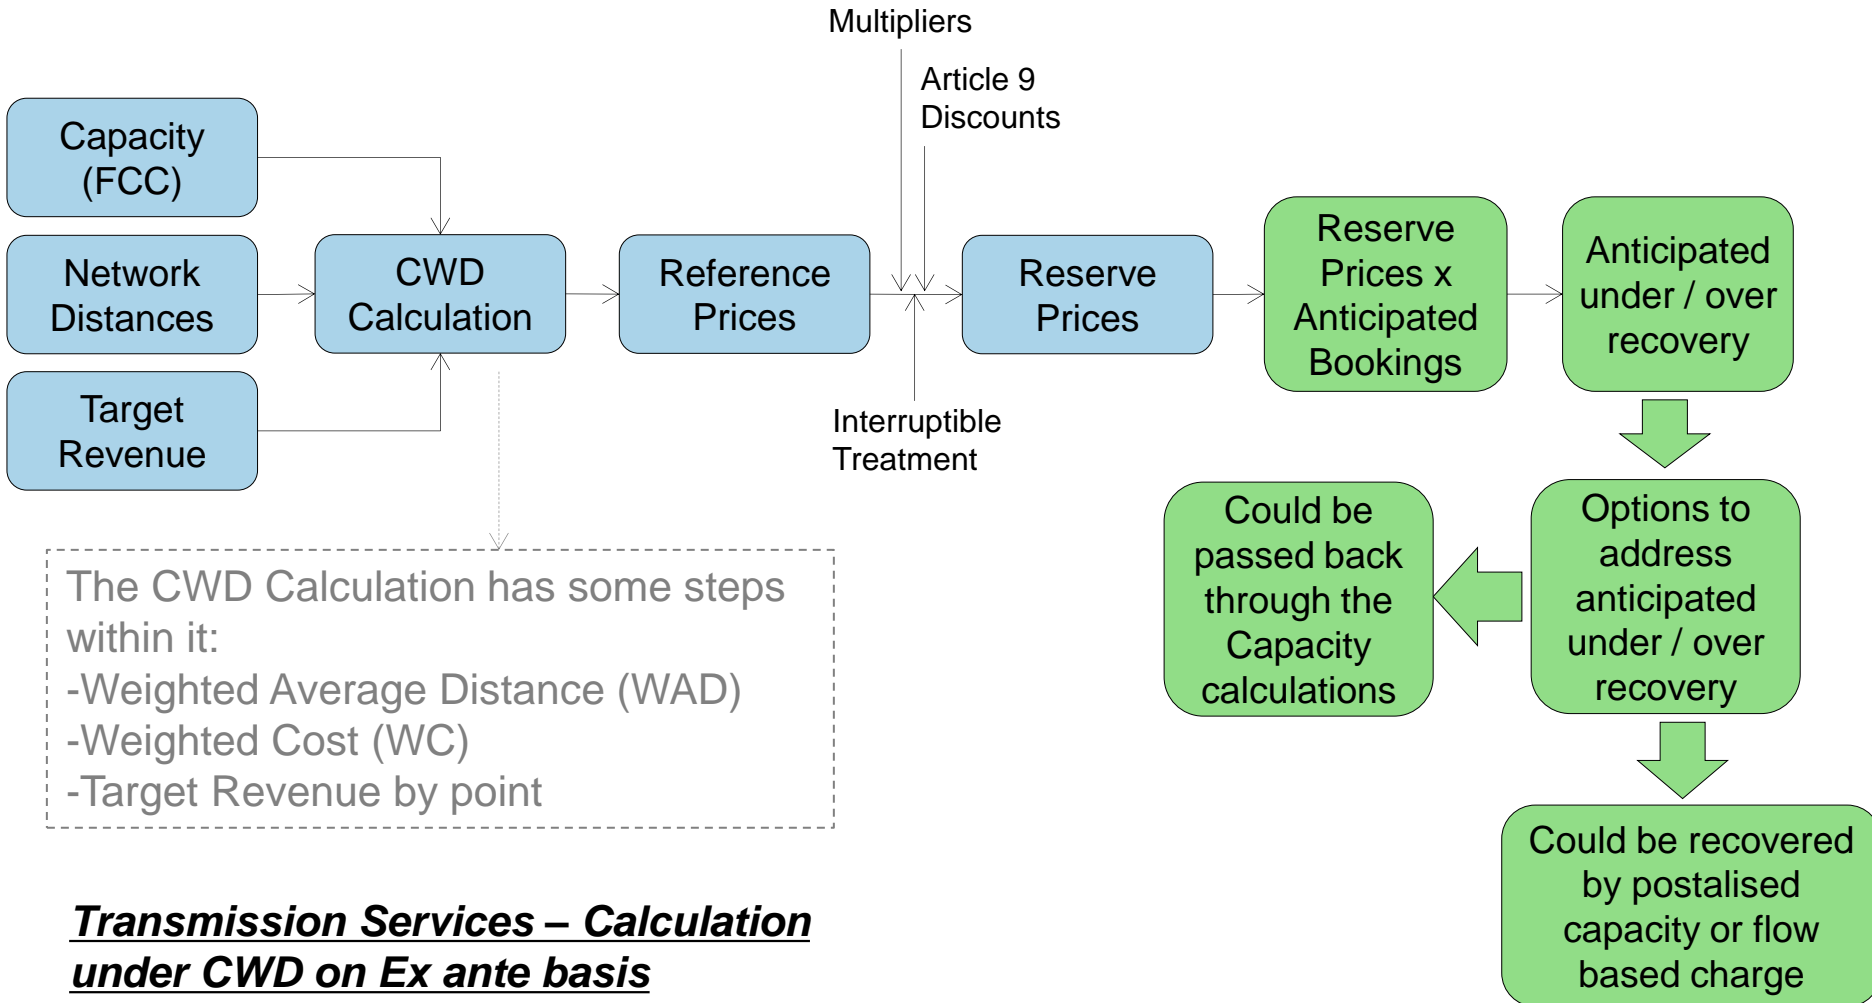 Multipliers
Article 9
Discounts
Capacity
(FCC)
Network
Distances
Target
Revenue
CWD
Calculation
Reference
Prices
Interruptible
Treatment
Reserve
Prices
Reserve
Prices x
Anticipated
Bookings
Anticipated
under / over
recovery
Options to
address
anticipated
under / over
recovery
Could be
passed back
through the
Capacity
calculations
Could be recovered
by postalised
capacity or flow
based charge
The CWD Calculation has some steps
within it:
-Weighted Average Distance (WAD)
-Weighted Cost (WC)
-Target Revenue by point
Transmission Services – Calculation
under CWD on Ex ante basis